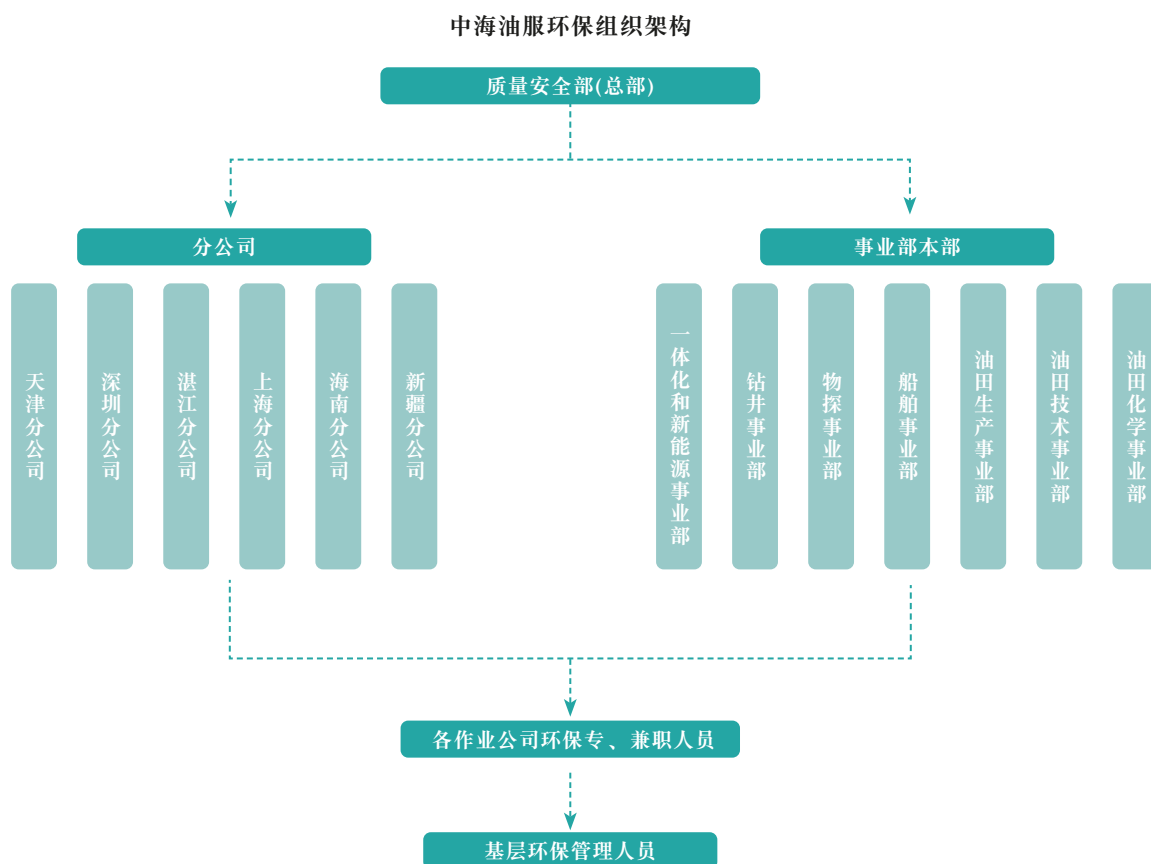 中海油服环保组织架构
质量安全部(总部)
分公司
事业部本部
天津分公司
深圳分公司
湛江分公司
上海分公司
海南分公司
新疆分公司
一体化和新能源事业部
钻井事业部
物探事业部
船舶事业部
油田生产事业部
油田技术事业部
油田化学事业部
各作业公司环保专、兼职人员
基层环保管理人员